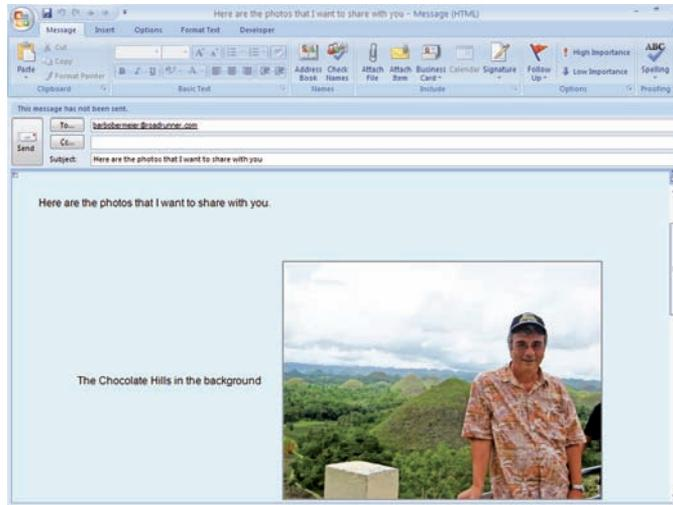 Here are the photos that I want to share with you - Message (HTML)
Message Insert Options Format Text Developer
Paste
Cut
Copy
Format Painter
Clipboard
Basic Text
Address Book
Check Names
Names
Attach File
Attach Item
Business Card
Calendar
Signature
Include
Follow Up
High Importance
Low Importance
Options
ABC
Spelling
Proofing
This message has not been sent.
Send
To...
barbobermeier@roadrunner.com
Cc...
Subject: Here are the photos that I want to share with you
Here are the photos that I want to share with you.
The Chocolate Hills in the background